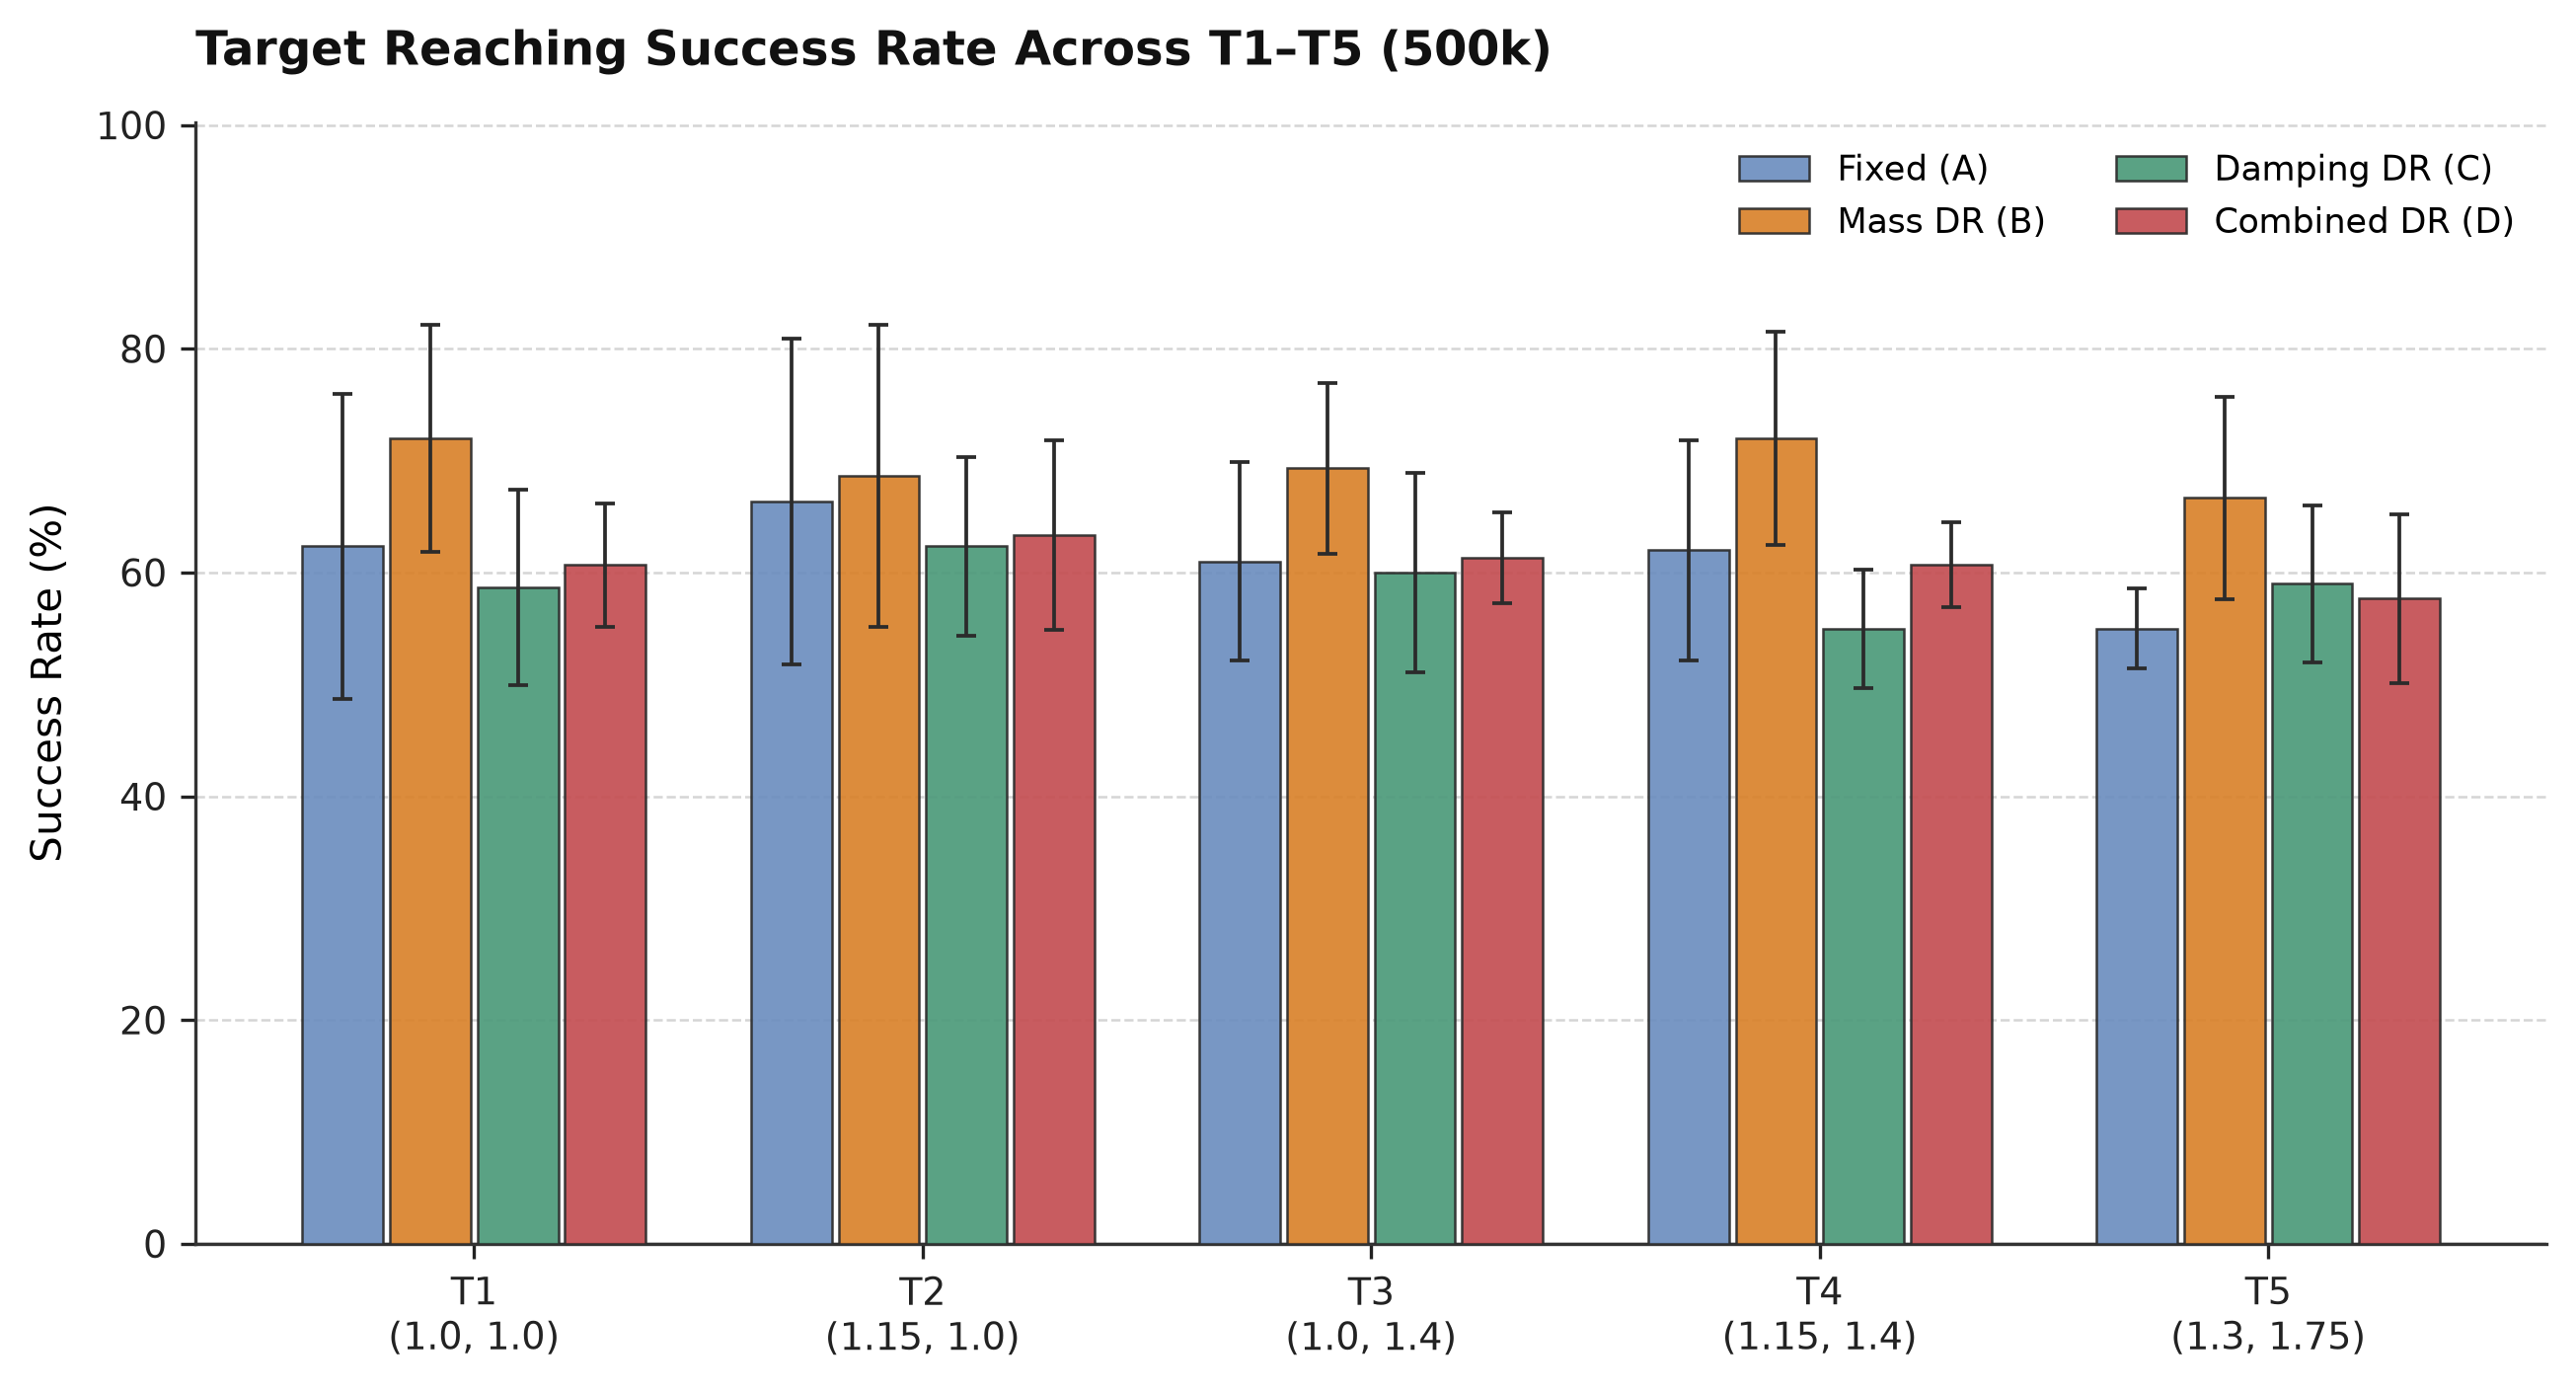 Target Reaching Success Rate Across T1–T5 (500k)
Success Rate (%)
100
80
60
40
20
0
Fixed (A)
Mass DR (B)
Damping DR (C)
Combined DR (D)
T1
(1.0, 1.0)
T2
(1.15, 1.0)
T3
(1.0, 1.4)
T4
(1.15, 1.4)
T5
(1.3, 1.75)